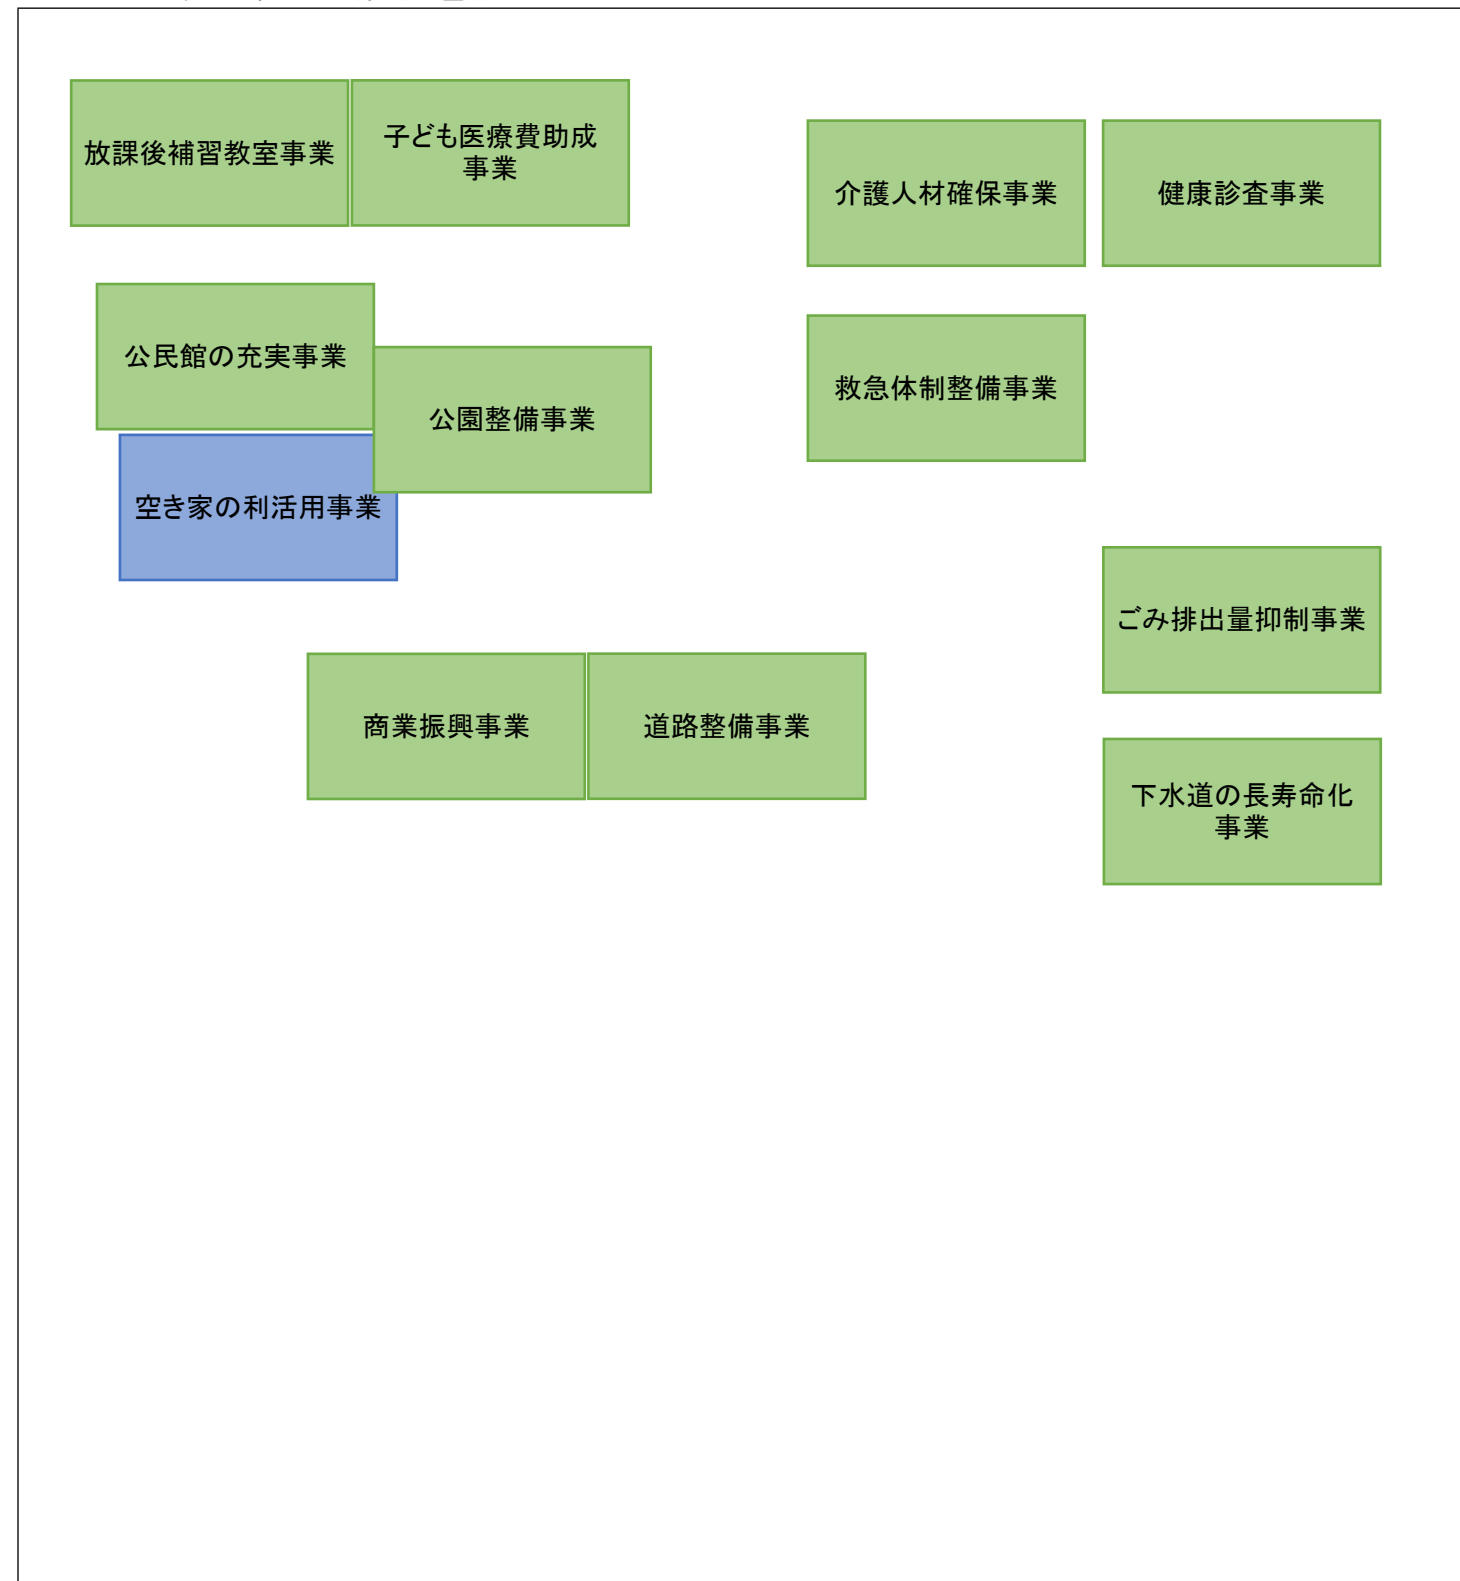 放課後補習教室事業
子ども医療費助成
事業
介護人材確保事業
健康診査事業
公民館の充実事業
公園整備事業
救急体制整備事業
空き家の利活用事業
ごみ排出量抑制事業
商業振興事業
道路整備事業
下水道の長寿命化
事業